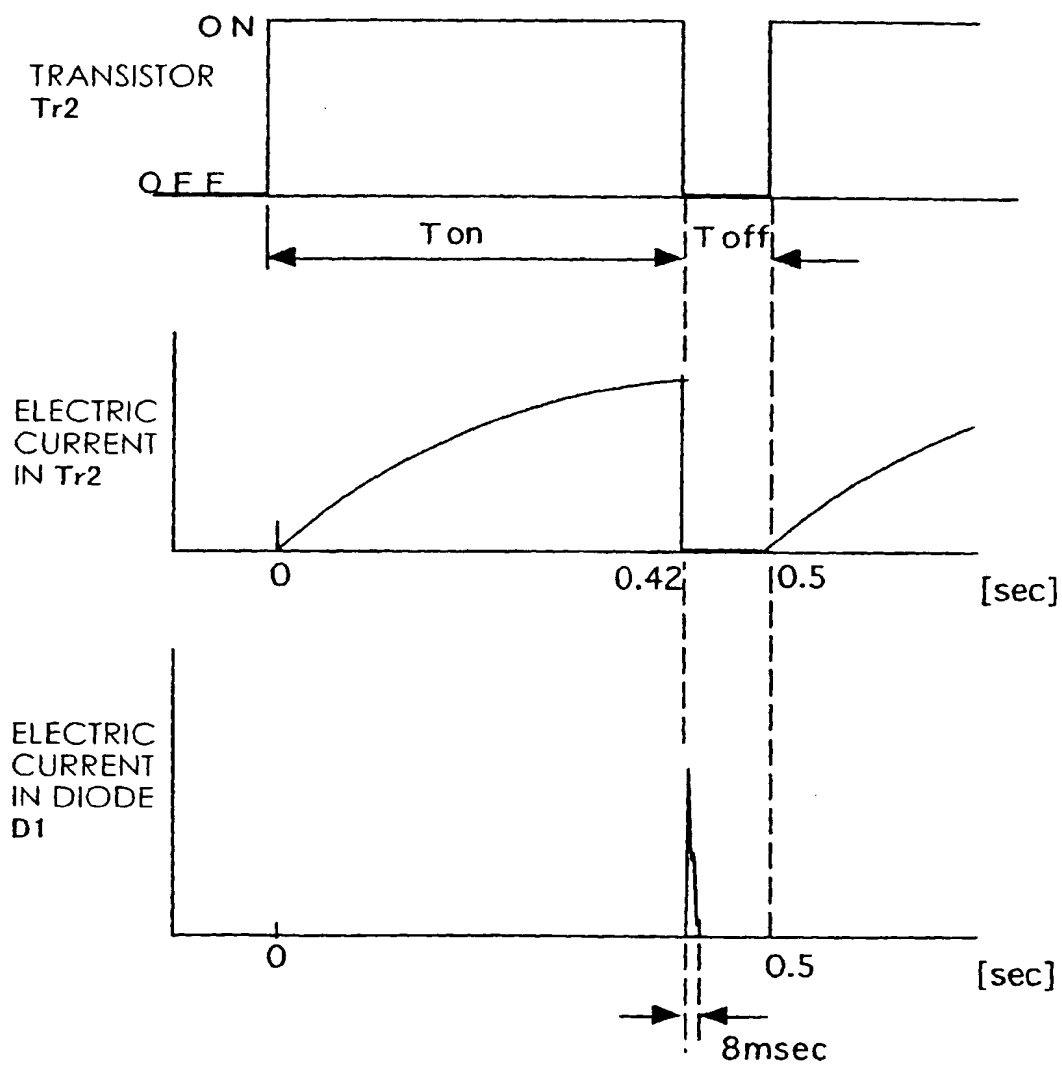 ON
TRANSISTOR
Tr2
OFF
Ton
Toff
ELECTRIC
CURRENT
IN Tr2
0
0.42
0.5
[sec]
ELECTRIC
CURRENT
IN DIODE
D1
0
0.5
[sec]
8msec